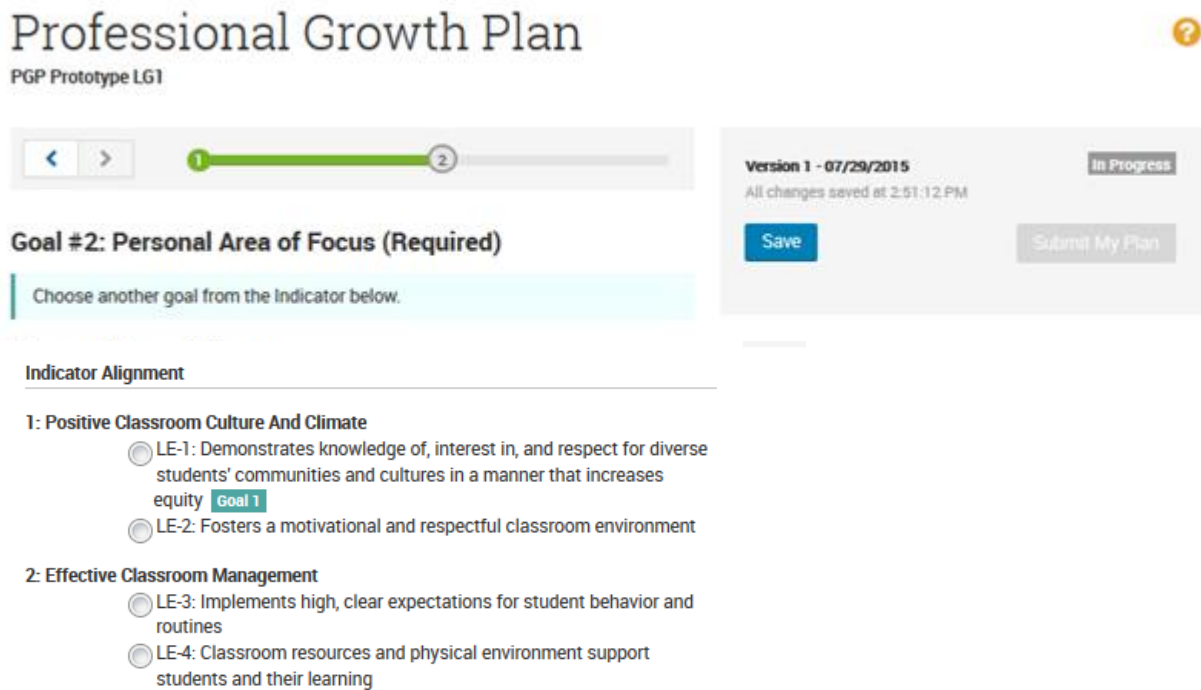 Professional Growth Plan
PGP Prototype LG1
1
2
Version 1 - 07/29/2015
In Progress
All changes saved at 2:51:12 PM
Save
Submit My Plan
Goal #2: Personal Area of Focus (Required)
Choose another goal from the Indicator below.
Indicator Alignment
1: Positive Classroom Culture And Climate
LE-1: Demonstrates knowledge of, interest in, and respect for diverse
students' communities and cultures in a manner that increases
equity Goal 1
LE-2: Fosters a motivational and respectful classroom environment
2: Effective Classroom Management
LE-3: Implements high, clear expectations for student behavior and
routines
LE-4: Classroom resources and physical environment support
students and their learning